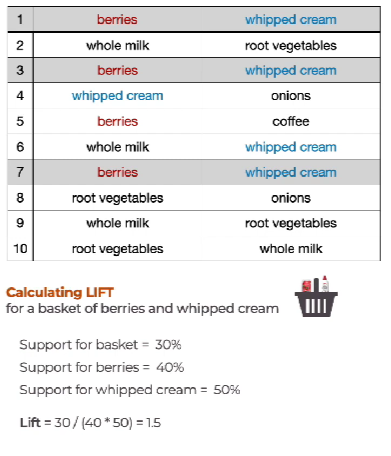 1 berries whipped cream
2 whole milk root vegetables
3 berries whipped cream
4 whipped cream onions
5 berries coffee
6 whole milk whipped cream
7 berries whipped cream
8 root vegetables onions
9 whole milk root vegetables
10 root vegetables whole milk
Calculating LIFT
for a basket of berries and whipped cream
Support for basket = 30%
Support for berries = 40%
Support for whipped cream = 50%
Lift = 30 / (40 * 50) = 1.5